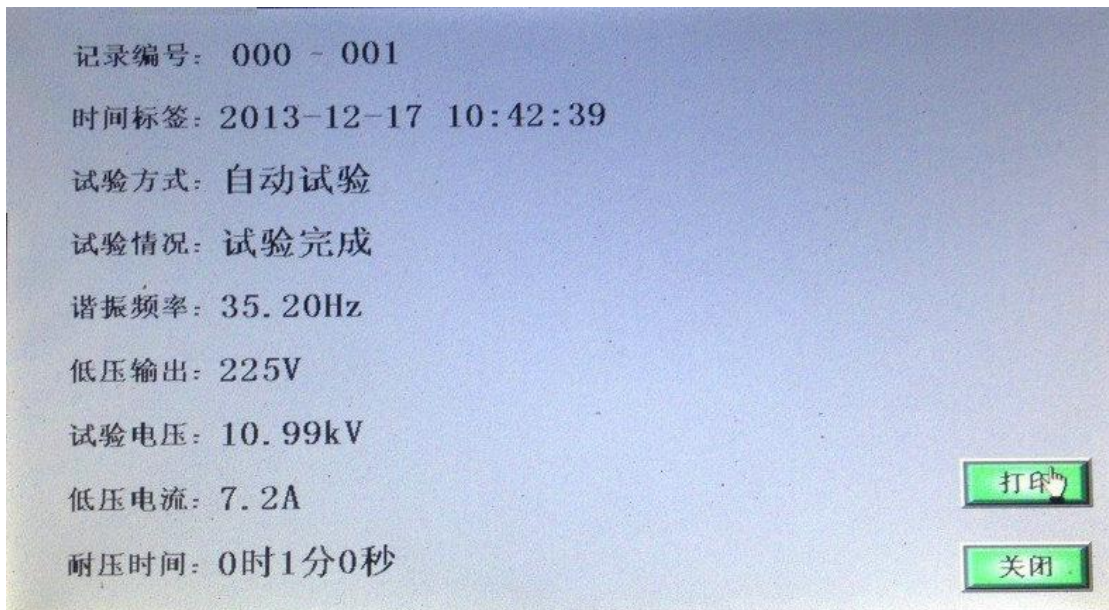 记录编号: 000 - 001
时间标签: 2013-12-17 10:42:39
试验方式: 自动试验
试验情况: 试验完成
谐振频率: 35.20Hz
低压输出: 225V
试验电压: 10.99kV
低压电流: 7.2A
耐压时间: 0时1分0秒
打印
关闭